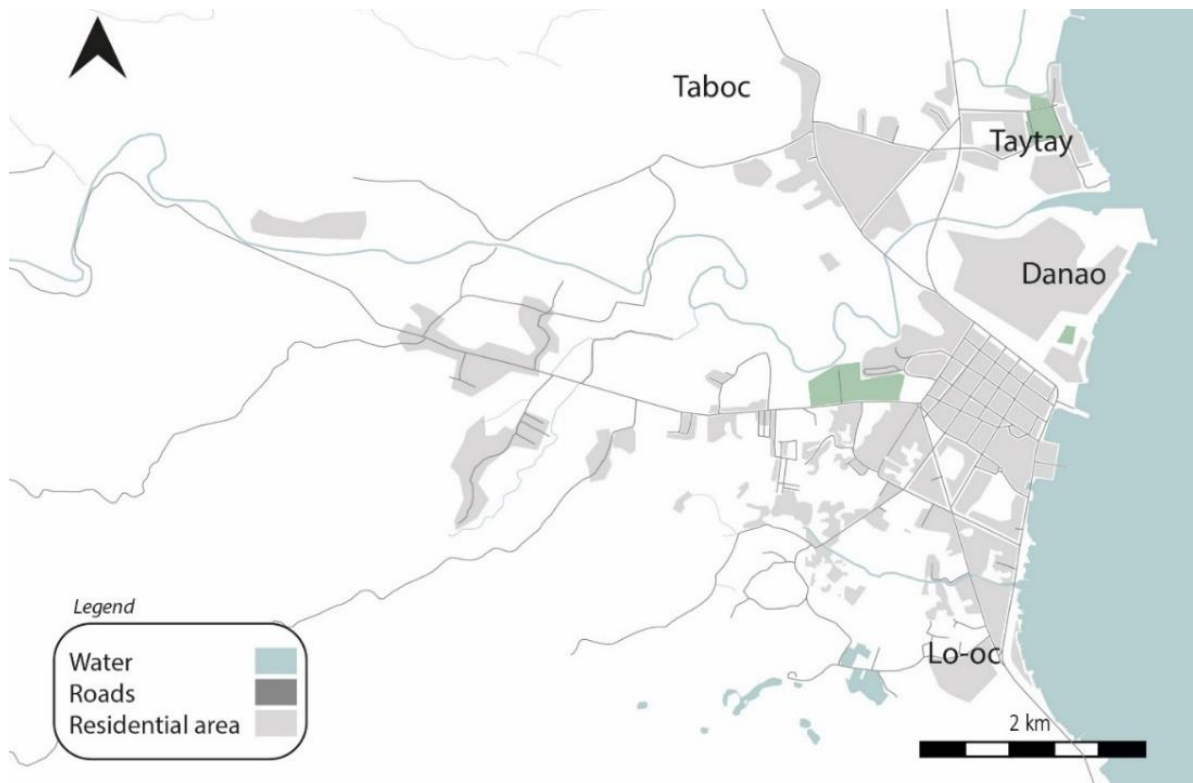 Taboc
Taytay
Danao
Lo-oc
Legend
Water
Roads
Residential area
2 km